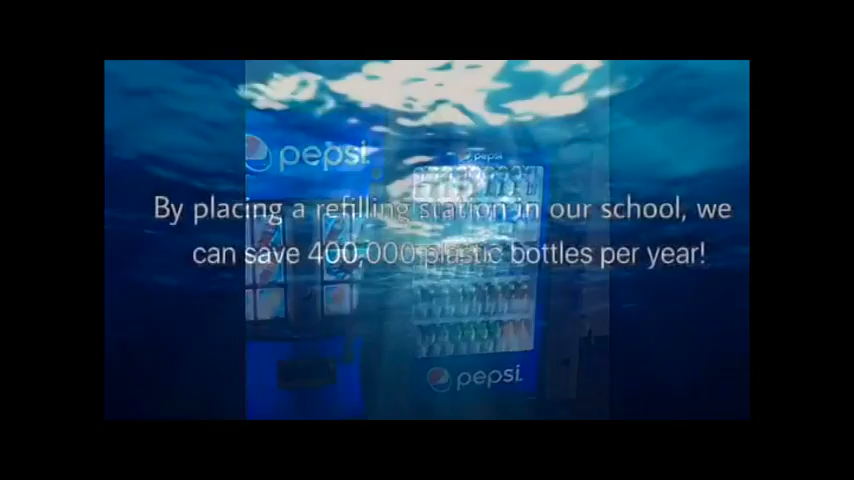 pepsi
pepsi
By placing a refilling station in our school, we
can save 400,000 plastic bottles per year!
pepsi